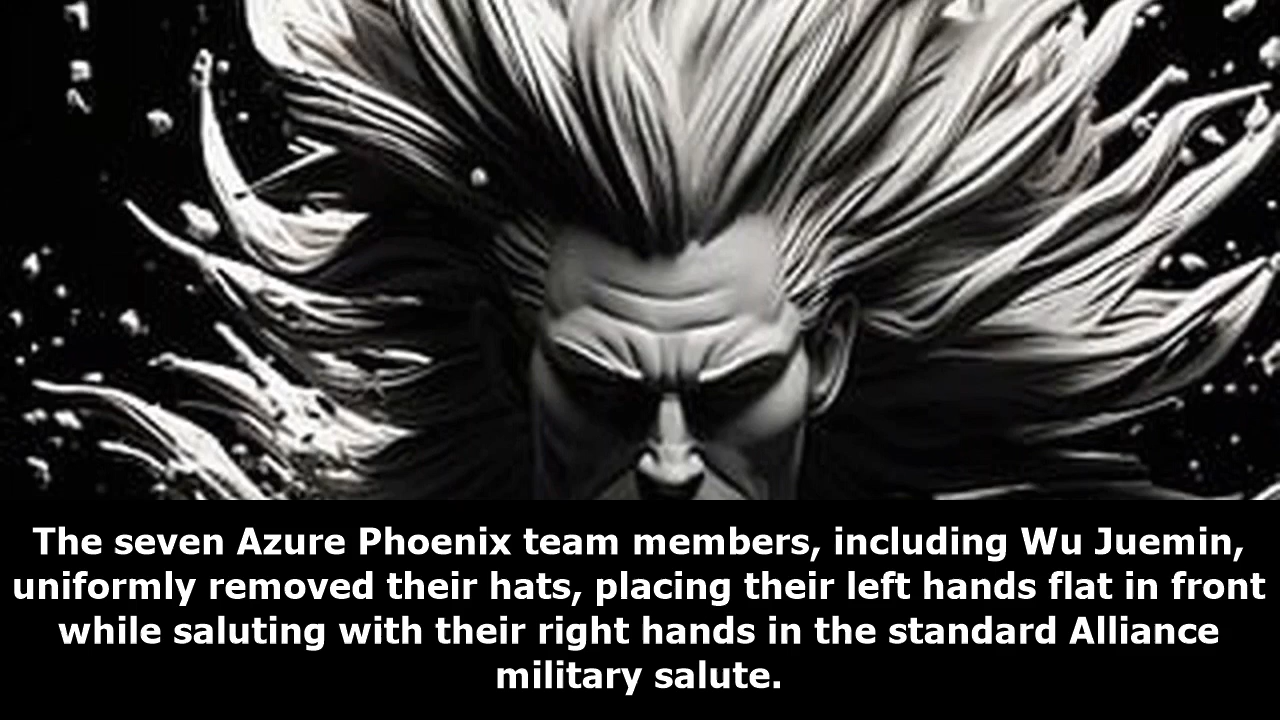 The seven Azure Phoenix team members, including Wu Juemin,
uniformly removed their hats, placing their left hands flat in front
while saluting with their right hands in the standard Alliance
military salute.